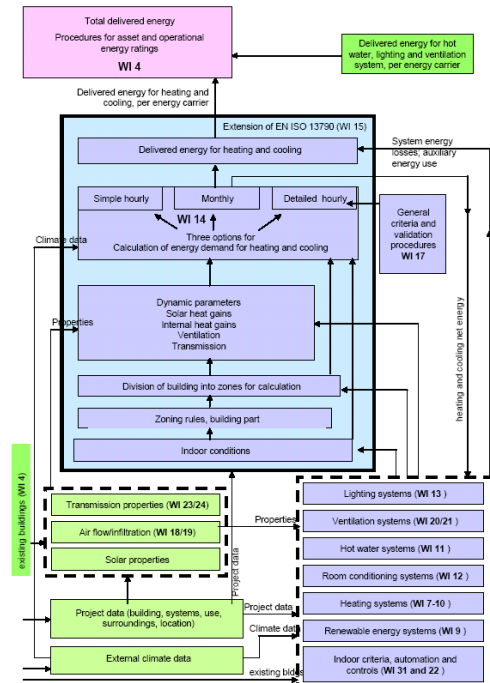 Total delivered energy
Procedures for asset and operational
energy ratings
WI 4
Delivered energy for hot
water, lighting and ventilation
system, per energy carrier
Delivered energy for heating and
cooling, per energy carrier
Extension of EN ISO 13790 (WI 15)
Delivered energy for heating and cooling
System energy
losses; auxiliary
energy use
Simple hourly
Monthly
Detailed hourly
WI 14
Three options for
Calculation of energy demand for heating and cooling
Climate data
General
criteria and
validation
procedures
WI 17
Dynamic parameters
Solar heat gains
Internal heat gains
Ventilation
Transmission
Properties
heating and cooling net energy
Division of building into zones for calculation
Zoning rules, building part
Indoor conditions
existing buildings (WI 4)
Transmission properties (WI 23/24)
Air flow/infiltration (WI 18/19)
Solar properties
Properties
Project data
Lighting systems (WI 13 )
Ventilation systems (WI 20/21 )
Hot water systems (WI 11 )
Room conditioning systems (WI 12 )
Heating systems (WI 7-10 )
Renewable energy systems (WI 9 )
Indoor criteria, automation and
controls (WI 31 and 22 )
Project data (building, systems, use,
surroundings, location)
Project data
Climate data
External climate data
existing bldgs